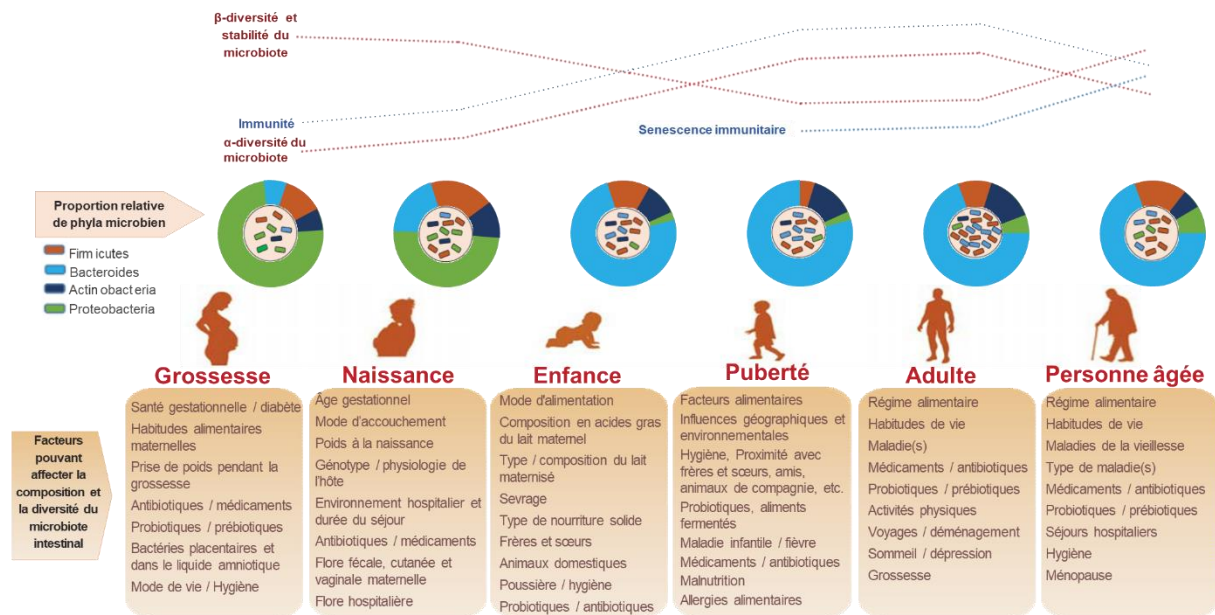 β-diversité et
stabilité du
microbiote
Immunité
α-diversité du
microbiote
Senescence immunitaire
Proportion relative
de phyla microbien
Firmicutes
Bacteroides
Actinobacteria
Proteobacteria
Grossesse
Naissance
Enfance
Puberté
Adulte
Personne âgée
Facteurs
pouvant
affecter la
composition et
la diversité du
microbiote
intestinal
Santé gestationnelle / diabète
Habitudes alimentaires
maternelles
Prise de poids pendant la
grossesse
Antibiotiques / médicaments
Probiotiques / prébiotiques
Bactéries placentaires et
dans le liquide amniotique
Mode de vie / Hygiène
Âge gestationnel
Mode d'accouchement
Poids à la naissance
Génotype / physiologie de
l'hôte
Environnement hospitalier et
durée du séjour
Antibiotiques / médicaments
Flore fécale, cutanée et
vaginale maternelle
Flore hospitalière
Mode d'alimentation
Composition en acides gras
du lait maternel
Type / composition du lait
maternisé
Sevrage
Type de nourriture solide
Frères et sœurs
Animaux domestiques
Poussière / hygiène
Probiotiques / antibiotiques
Facteurs alimentaires
Influences géographiques et
environnementales
Hygiène, Proximité avec
frères et sœurs, amis,
animaux de compagnie, etc.
Probiotiques, aliments
fermentés
Maladie infantile / fièvre
Médicaments / antibiotiques
Malnutrition
Allergies alimentaires
Régime alimentaire
Habitudes de vie
Maladie(s)
Médicaments / antibiotiques
Probiotiques / prébiotiques
Activités physiques
Voyages / déménagement
Sommeil / dépression
Grossesse
Régime alimentaire
Habitudes de vie
Maladies de la vieillesse
Type de maladie(s)
Médicaments / antibiotiques
Probiotiques / prébiotiques
Séjours hospitaliers
Hygiène
Ménopause